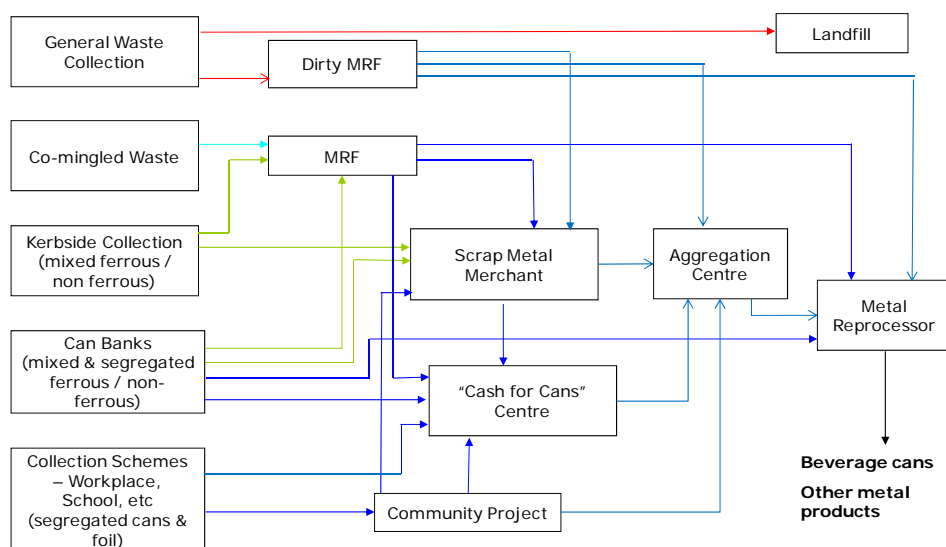 General Waste
Collection
Landfill
Dirty MRF
Co-mingled Waste
MRF
Kerbside Collection
(mixed ferrous /
non ferrous)
Scrap Metal
Merchant
Aggregation
Centre
Metal
Reprocessor
Can Banks
(mixed & segregated
ferrous / non-
ferrous)
“Cash for Cans”
Centre
Collection Schemes
– Workplace,
School, etc
(segregated cans &
foil)
Community Project
Beverage cans
Other metal
products